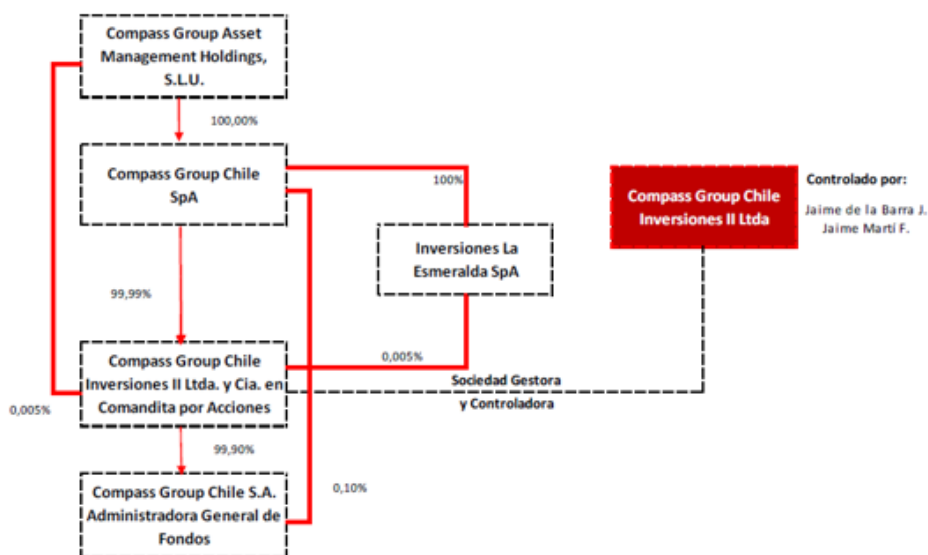 Compass Group Asset
Management Holdings,
S.L.U.
100,00%
Compass Group Chile
SpA
100%
Compass Group Chile
Inversiones II Ltda
Controlado por:
Jaime de la Barra J.
Jaime Martí F.
Inversiones La
Esmeralda SpA
99,99%
0,005%
Compass Group Chile
Inversiones II Ltda. y Cia. en
Comandita por Acciones
Sociedad Gestora
y Controladora
0,005%
99,90%
0,10%
Compass Group Chile S.A.
Administradora General de
Fondos